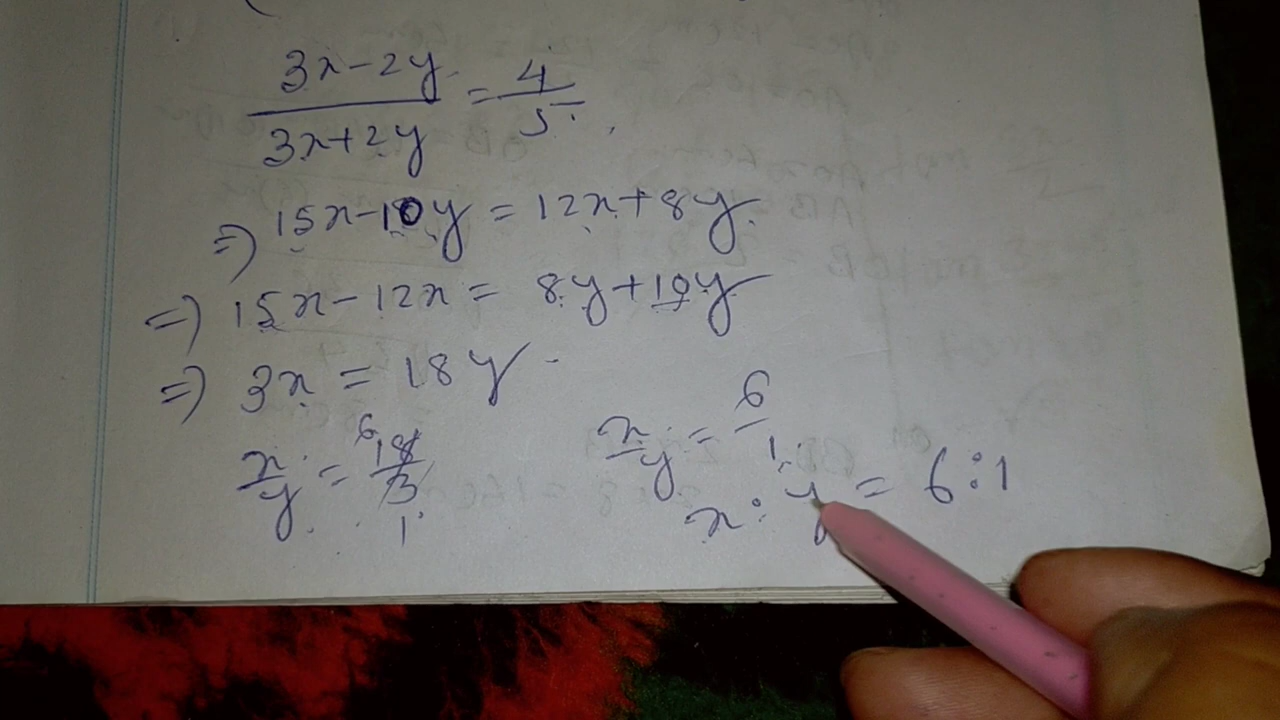 3x-2y/3x+2y = 4/5
=) 15x-10y = 12x+8y
=) 15x-12x = 8y+10y
=) 3x = 18y
x/y = 18/3 6 1
x/y = 6/1
x:y = 6:1